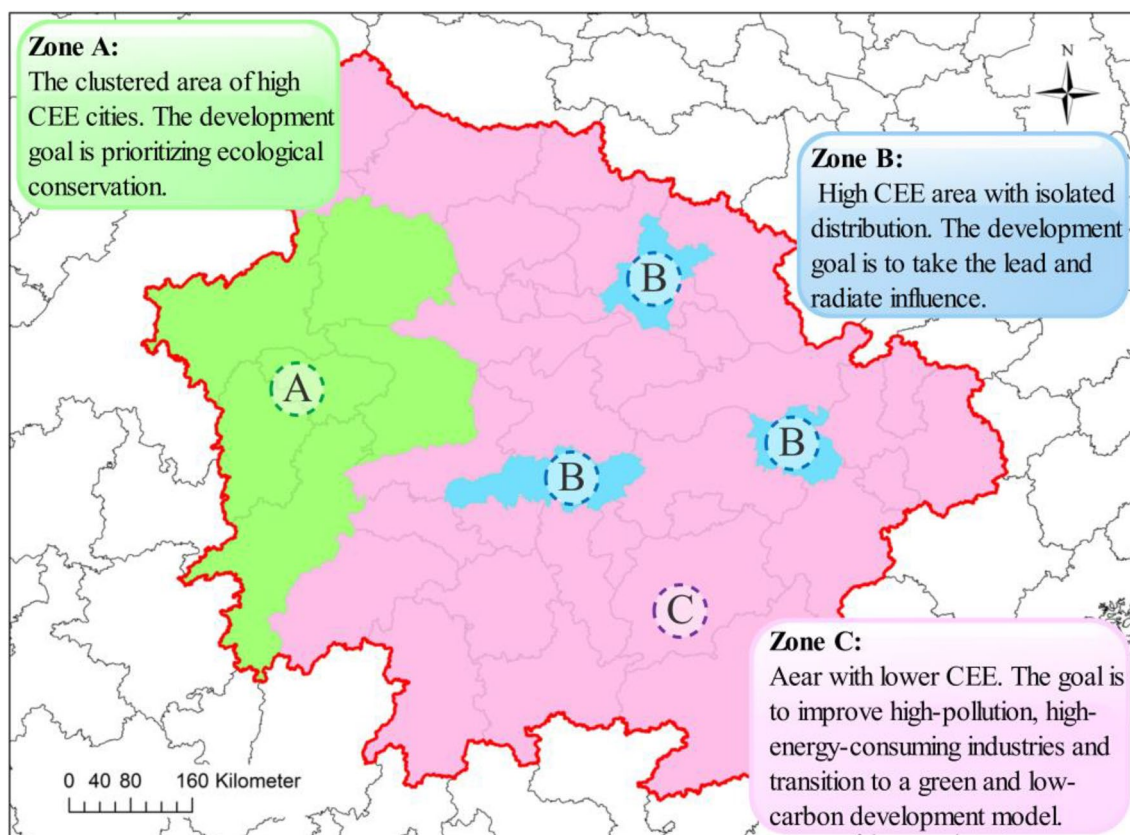 Zone A:
The clustered area of high
CEE cities. The development
goal is prioritizing ecological
conservation.
N
Zone B:
High CEE area with isolated
distribution. The development
goal is to take the lead and
radiate influence.
B
A
B
B
C
Zone C:
Aear with lower CEE. The goal is
to improve high-pollution, high-
energy-consuming industries and
transition to a green and low-
carbon development model.
0 40 80 160 Kilometer